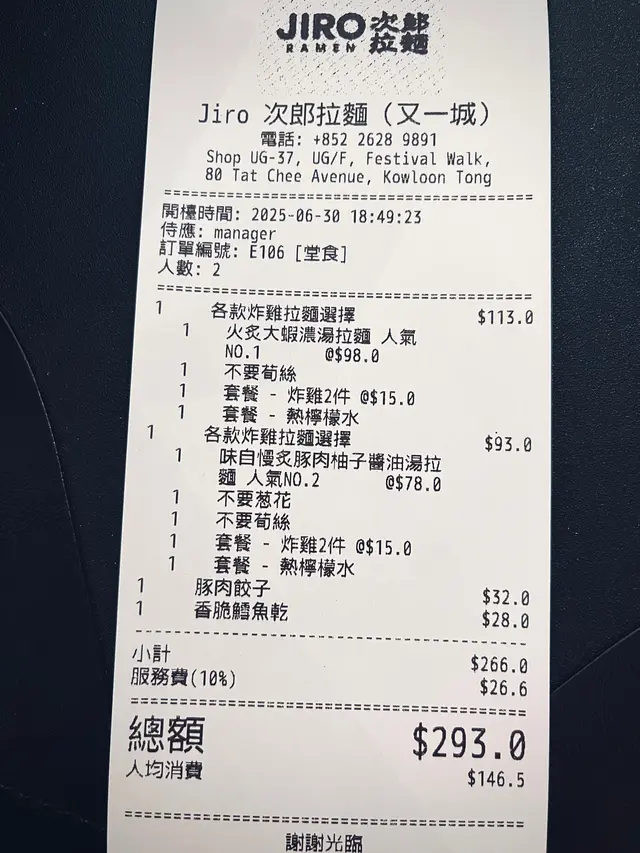 JIRO 次郎
RAMEN 拉麵
Jiro 次郎拉麵（又一城）
電話: +852 2628 9891
Shop UG-37, UG/F, Festival Walk,
80 Tat Chee Avenue, Kowloon Tong
開檯時間: 2025-06-30 18:49:23
侍應: manager
訂單編號: E106 [堂食]
人數: 2
1 各款炸雞拉麵選擇 $113.0
1 火炙大蝦濃湯拉麵 人氣
NO.1 @$98.0
1 不要荀絲
1 套餐 - 炸雞2件 @$15.0
1 套餐 - 熱檸檬水
1 各款炸雞拉麵選擇 $93.0
1 味自慢炙豚肉柚子醬油湯拉
麵 人氣NO.2 @$78.0
1 不要葱花
1 不要荀絲
1 套餐 - 炸雞2件 @$15.0
1 套餐 - 熱檸檬水
1 豚肉餃子 $32.0
1 香脆鱈魚乾 $28.0
小計 $266.0
服務費(10%) $26.6
總額 $293.0
人均消費 $146.5
謝謝光臨